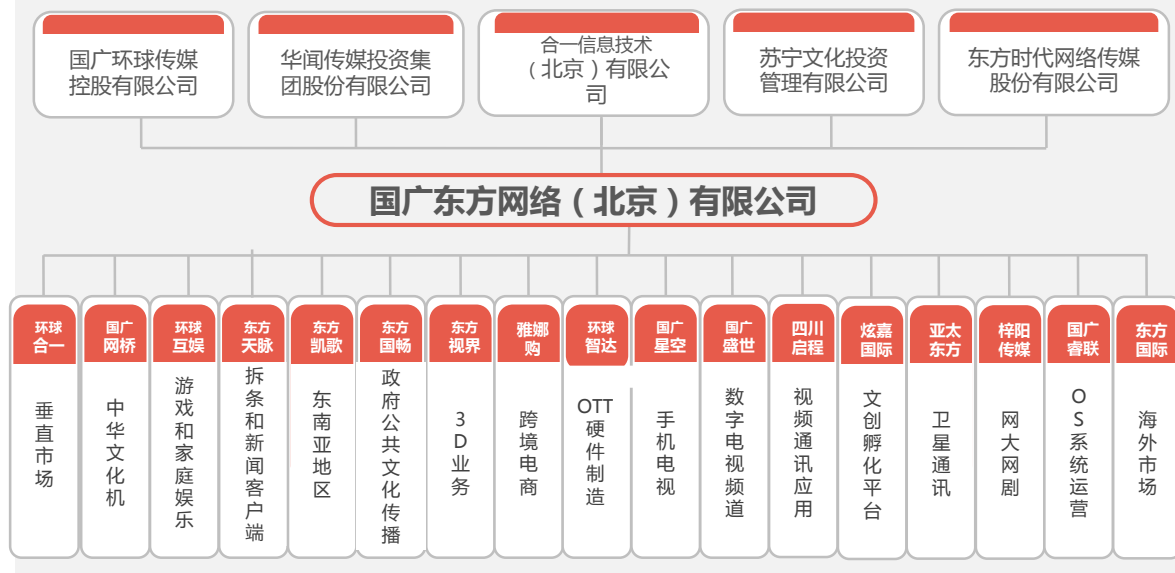 国广环球传媒
控股有限公司
华闻传媒投资集
团股份有限公司
合一信息技术
（北京）有限公
司
苏宁文化投资
管理有限公司
东方时代网络传媒
股份有限公司
国广东方网络（北京）有限公司
环球
合一
垂直市场
国广
网桥
中华文化机
环球
互娱
游戏和家庭娱乐
东方
天脉
拆条和新闻客户端
东方
凯歌
东南亚地区
东方
国畅
政府公共文化传播
东方
视界
3D业务
雅娜
购
跨境电商
环球
智达
OTT
硬件制造
国广
星空
手机电视
国广
盛世
数字电视频道
四川
启程
视频通讯应用
炫嘉
国际
文创孵化平台
亚太
东方
卫星通讯
梓阳
传媒
网大网剧
国广
睿联
OS系统运营
东方
国际
海外市场